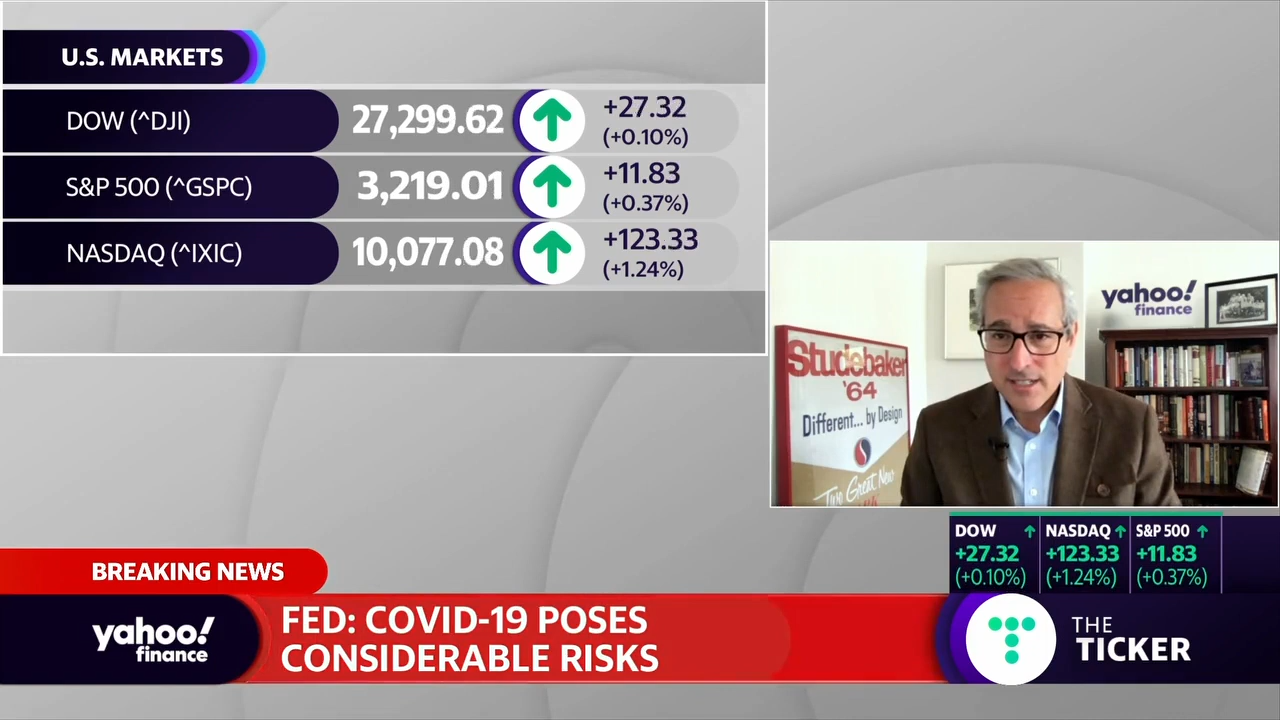 U.S. MARKETS
DOW (^DJI) 27,299.62 +27.32
(+0.10%)
S&P 500 (^GSPC) 3,219.01 +11.83
(+0.37%)
NASDAQ (^IXIC) 10,077.08 +123.33
(+1.24%)
yahoo!
finance
Studebaker
'64
Different... by Design
Two Great New
DOW NASDAQ S&P 500
+27.32 +123.33 +11.83
(+0.10%) (+1.24%) (+0.37%)
BREAKING NEWS
yahoo!
finance
FED: COVID-19 POSES
CONSIDERABLE RISKS
THE
TICKER